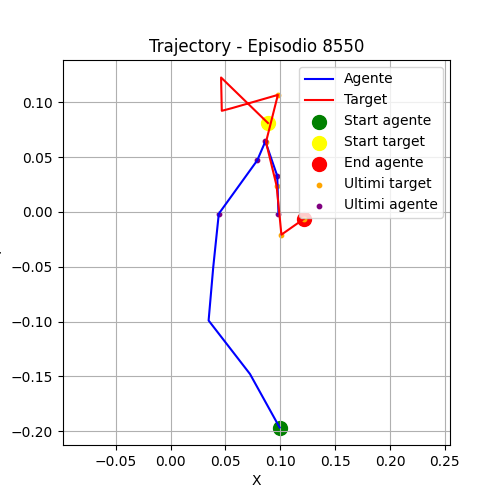 Trajectory - Episodio 8550
Agente
Target
Start agente
Start target
End agente
Ultimi target
Ultimi agente
0.10
0.05
0.00
−0.05
−0.10
−0.15
−0.20
−0.05
0.00
0.05
0.10
0.15
0.20
0.25
X